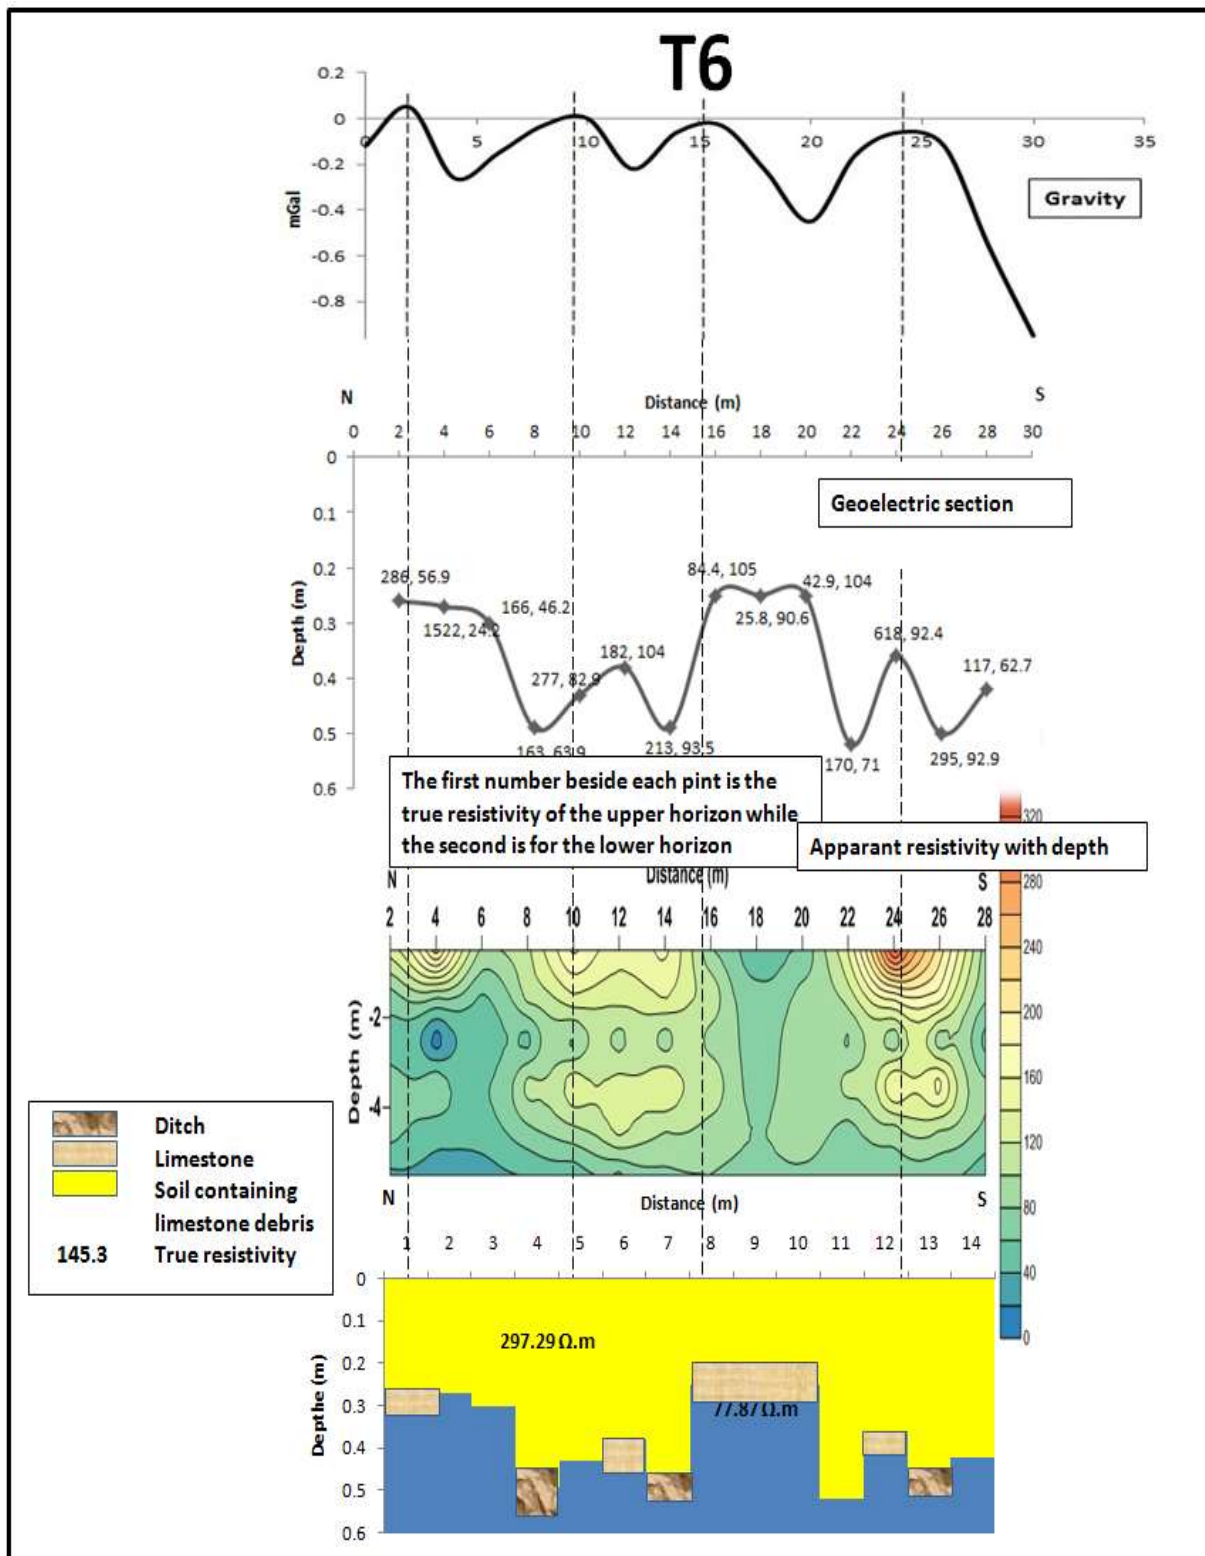 T6
0.2
0
-0.2
-0.4
-0.6
-0.8
mGal
0 5 10 15 20 25 30 35
Gravity
N Distance (m) S
0 2 4 6 8 10 12 14 16 18 20 22 24 26 28 30
0
0.1
0.2
0.3
0.4
0.5
0.6
Depth (m)
Geoelectric section
286, 56.9
1522, 24.2
166, 46.2
163, 63.9
277, 82.9
182, 104
213, 93.5
84.4, 105
25.8, 90.6
42.9, 104
170, 71
618, 92.4
295, 92.9
117, 62.7
The first number beside each pint is the
true resistivity of the upper horizon while
the second is for the lower horizon
Apparant resistivity with depth
N Distance (m) S
2 4 6 8 10 12 14 16 18 20 22 24 26 28
Depth (m)
-2
-4
320
280
240
200
160
120
80
40
0
Ditch
Limestone
Soil containing
limestone debris
145.3 True resistivity
N Distance (m) S
1 2 3 4 5 6 7 8 9 10 11 12 13 14
0
0.1
0.2
0.3
0.4
0.5
0.6
Depthe (m)
297.29 Ω.m
77.87 Ω.m